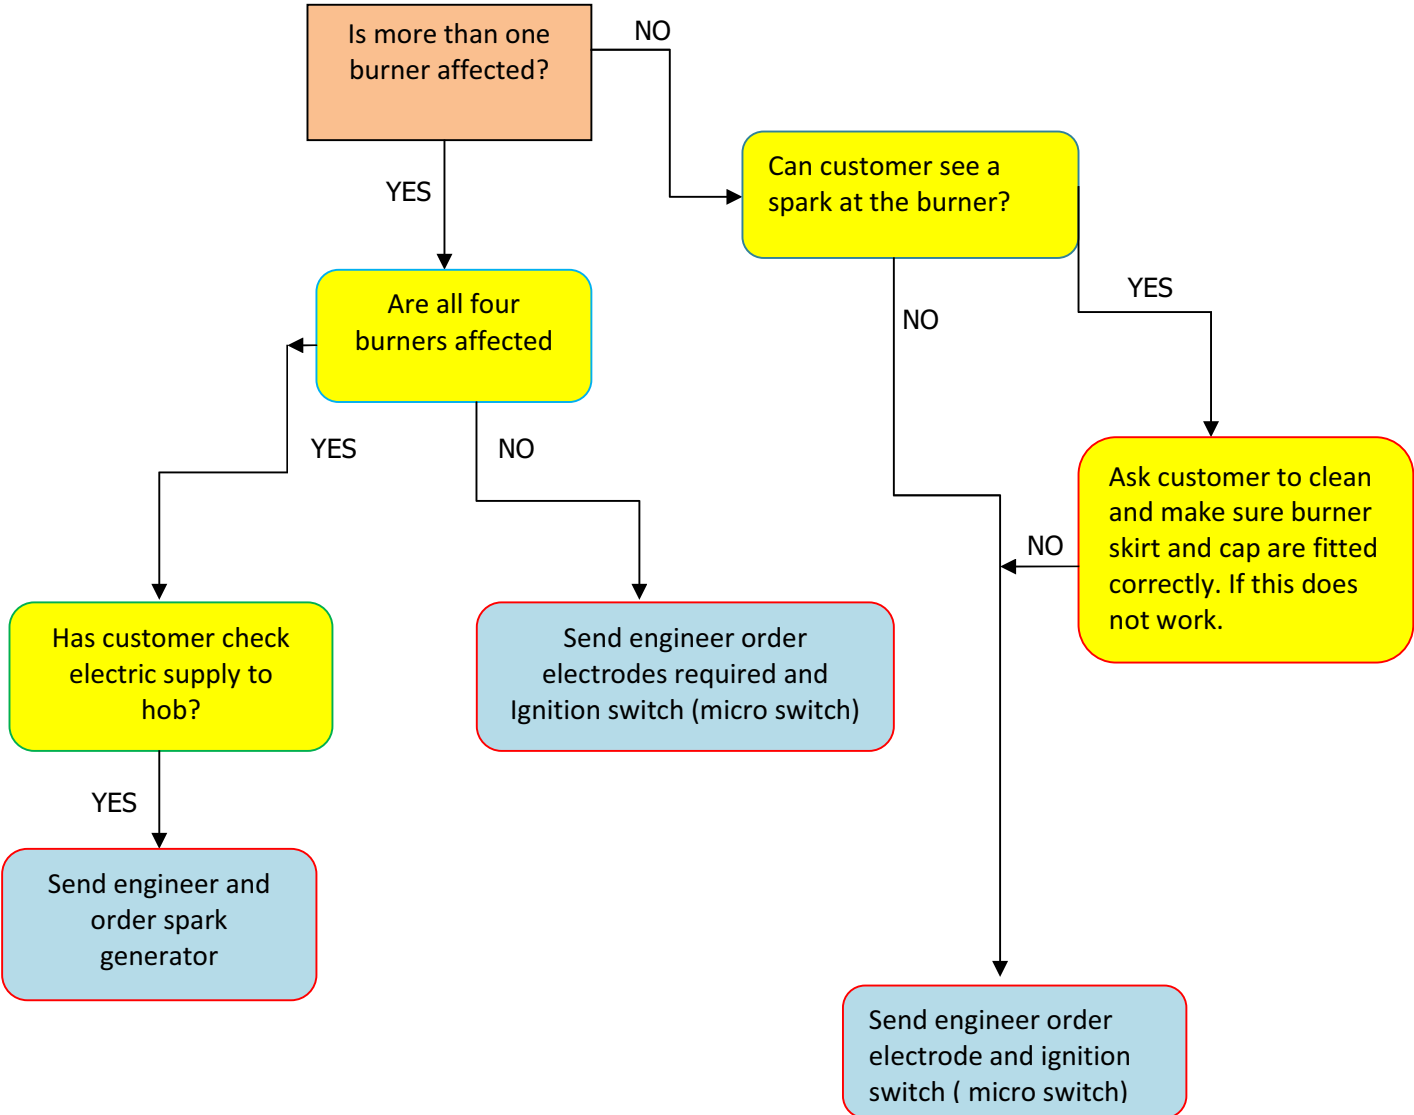 Is more than one
burner affected?
NO
Can customer see a
spark at the burner?
YES
Are all four
burners affected
YES
NO
YES
NO
Ask customer to clean
and make sure burner
skirt and cap are fitted
correctly. If this does
not work.
NO
Has customer check
electric supply to
hob?
Send engineer order
electrodes required and
Ignition switch (micro switch)
YES
Send engineer and
order spark
generator
Send engineer order
electrode and ignition
switch ( micro switch)